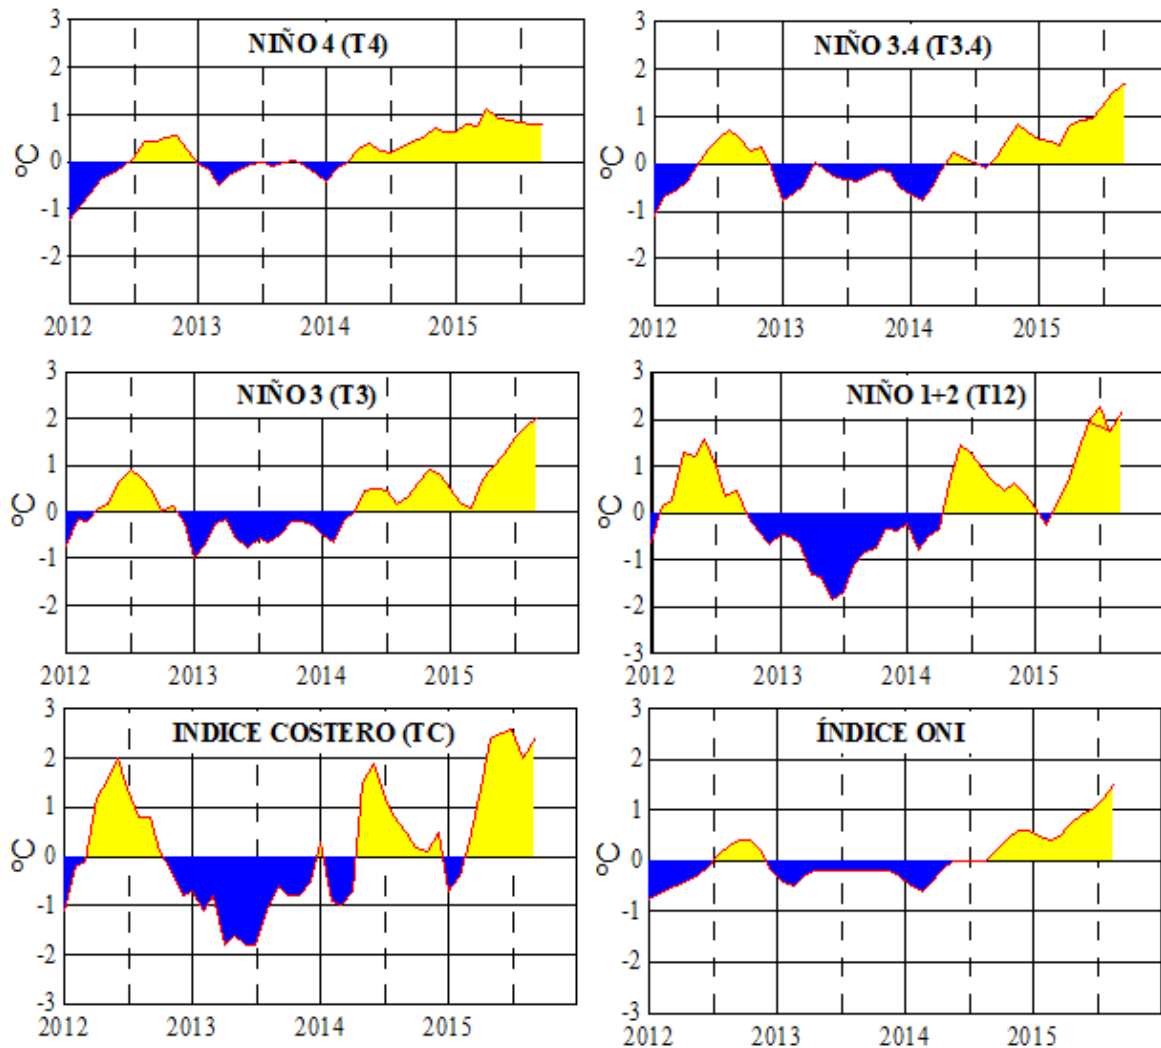 NIÑO 4 (T4)
3
2
1
0
-1
-2
°C
2012 2013 2014 2015
NIÑO 3.4 (T3.4)
3
2
1
0
-1
-2
°C
2012 2013 2014 2015
NIÑO 3 (T3)
3
2
1
0
-1
-2
°C
2012 2013 2014 2015
NIÑO 1+2 (T12)
3
2
1
0
-1
-2
-3
°C
2012 2013 2014 2015
INDICE COSTERO (TC)
3
2
1
0
-1
-2
-3
°C
2012 2013 2014 2015
ÍNDICE ONI
3
2
1
0
-1
-2
-3
°C
2012 2013 2014 2015